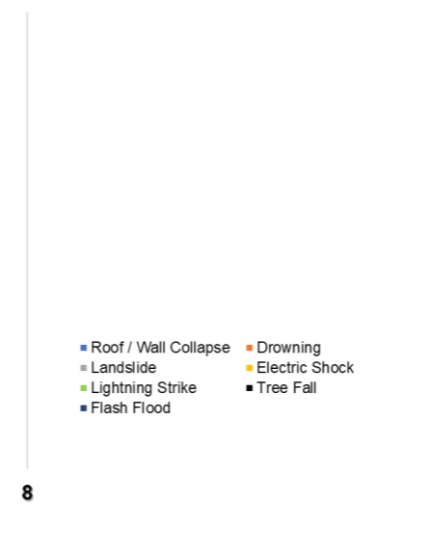 Roof / Wall Collapse Drowning
Landslide Electric Shock
Lightning Strike Tree Fall
Flash Flood
8